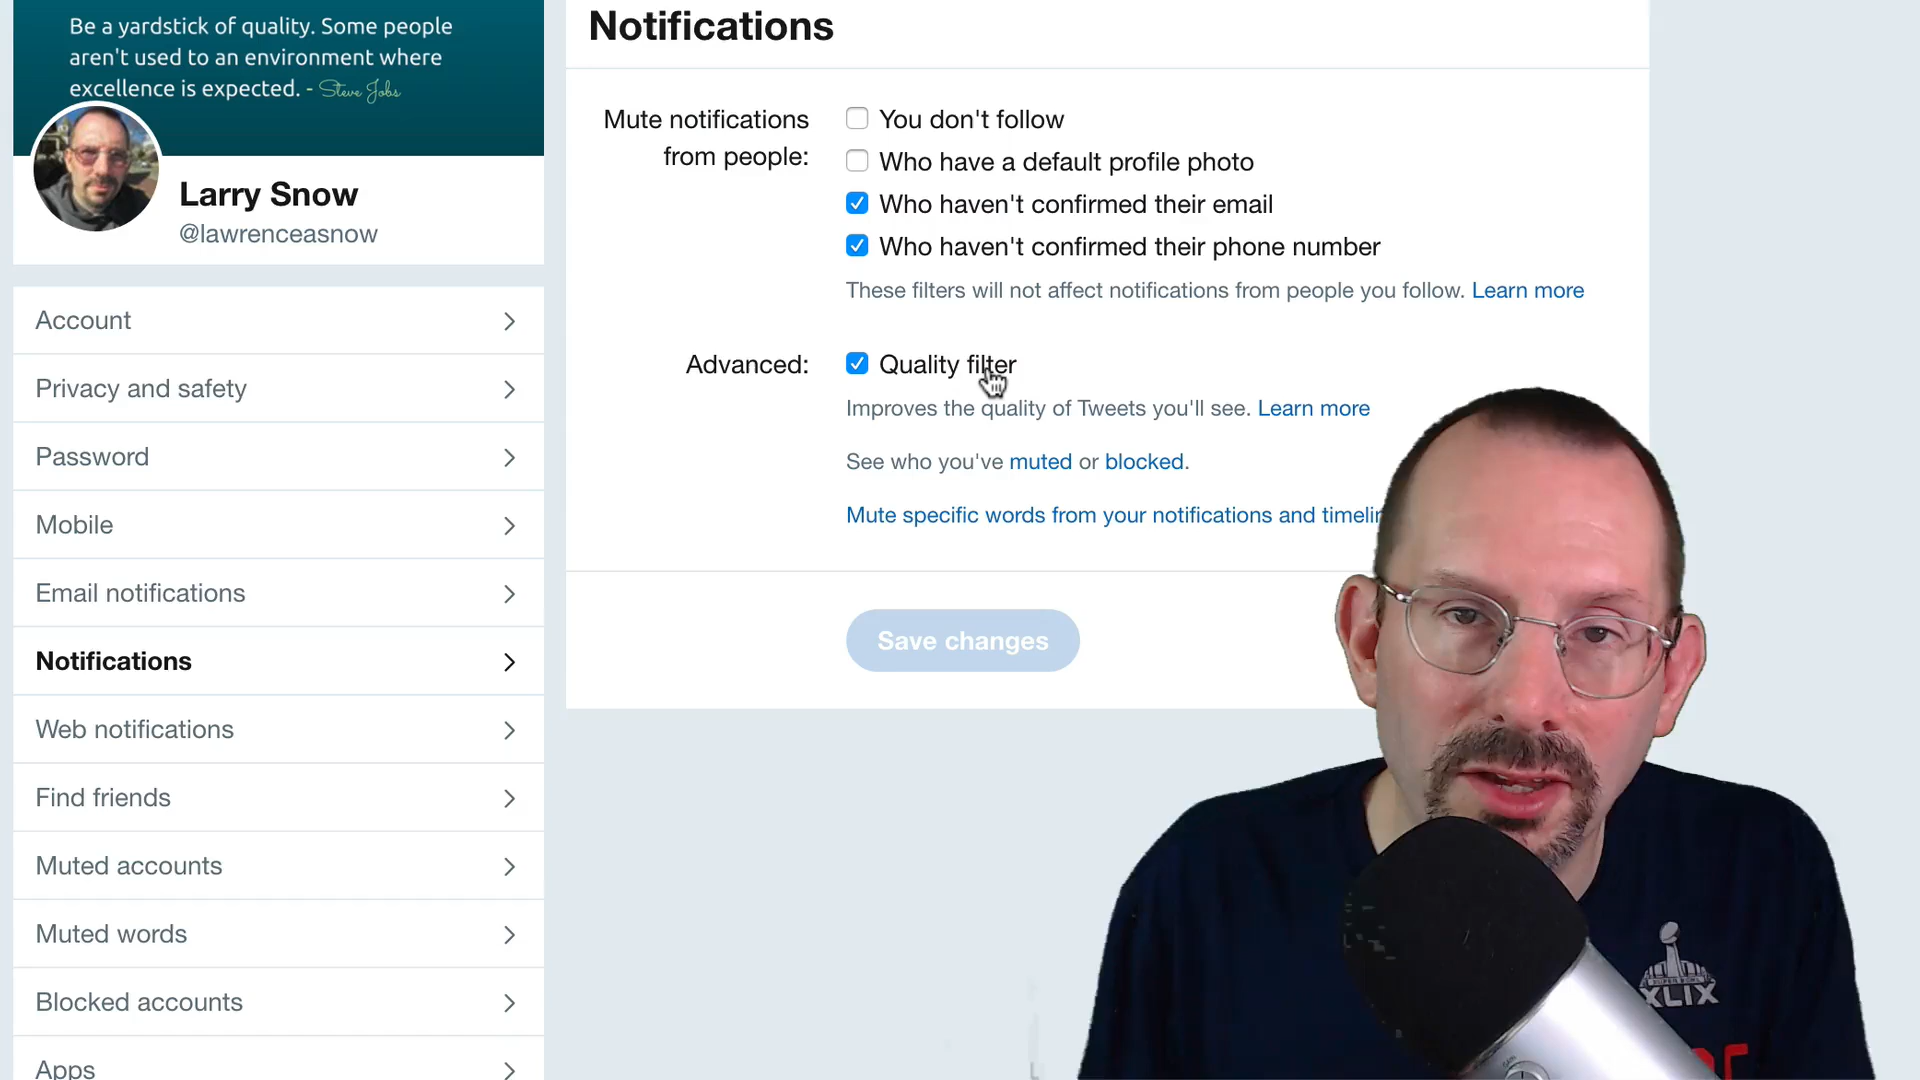 Be a yardstick of quality. Some people
aren't used to an environment where
excellence is expected. - Steve Jobs
Larry Snow
@lawrenceasnow
Account
Privacy and safety
Password
Mobile
Email notifications
Notifications
Web notifications
Find friends
Muted accounts
Muted words
Blocked accounts
Apps
Notifications
Mute notifications
from people:
You don't follow
Who have a default profile photo
Who haven't confirmed their email
Who haven't confirmed their phone number
These filters will not affect notifications from people you follow. Learn more
Advanced:
Quality filter
Improves the quality of Tweets you'll see. Learn more
See who you've muted or blocked.
Mute specific words from your notifications and
Save changes
XLIX